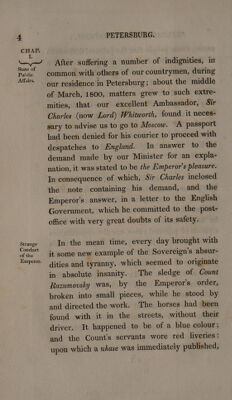 4
PETERSBURG.
CHAP.
I.
State of
Public
Affairs.
After suffering a number of indignities, in
common with others of our countrymen, during
our residence in Petersburg; about the middle
of March, 1800, matters grew to such extre-
mities, that our excellent Ambassador, Sir
Charles (now Lord) Whitworth, found it neces-
sary to advise us to go to Moscow. A passport
had been denied for his courier to proceed with
despatches to England. In answer to the
demand made by our Minister for an expla-
nation, it was stated to be the Emperor's pleasure.
In consequence of which, Sir Charles inclosed
the note containing his demand, and the
Emperor's answer, in a letter to the English
Government, which he committed to the post-
office with very great doubts of its safety.
Strange
Conduct
of the
Emperor.
In the mean time, every day brought with
it some new example of the Sovereign's absur-
dities and tyranny, which seemed to originate
in absolute insanity. The sledge of Count
Razumovsky was, by the Emperor's order,
broken into small pieces, while he stood by
and directed the work. The horses had been
found with it in the streets, without their
driver. It happened to be of a blue colour;
and the Count's servants wore red liveries:
upon which a ukase was immediately published,